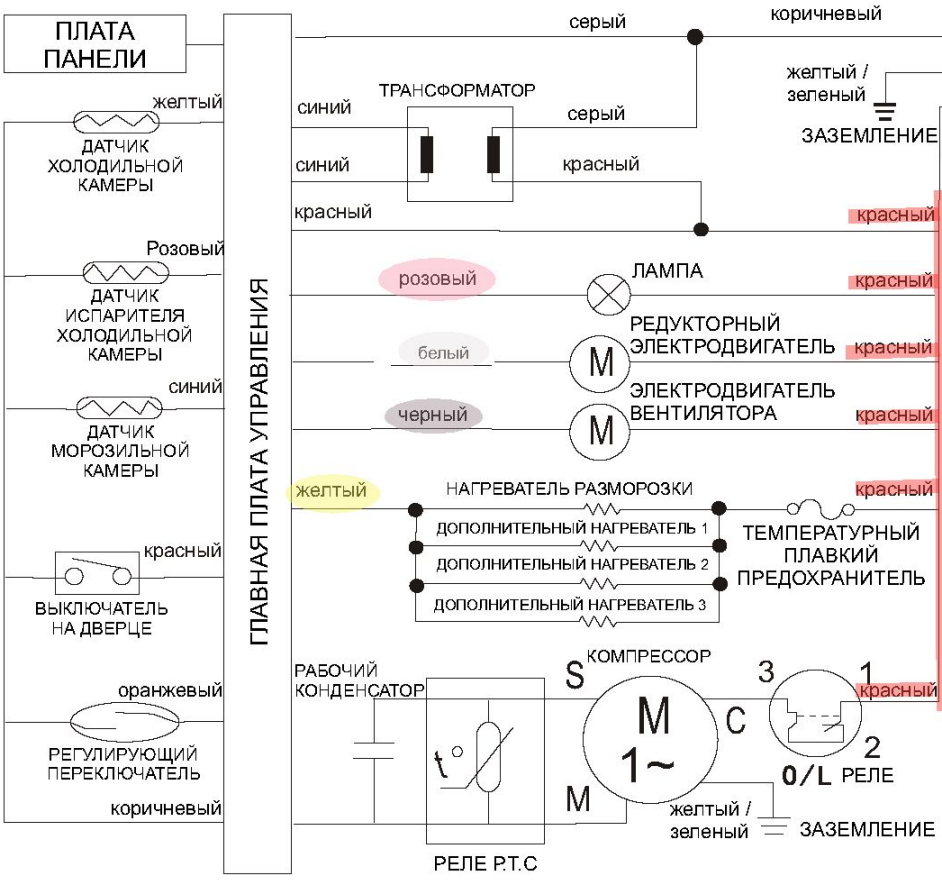 ПЛАТА
ПАНЕЛИ
серый
коричневый
желтый /
зеленый
ЗАЗЕМЛЕНИЕ
желтый
ДАТЧИК
ХОЛОДИЛЬНОЙ
КАМЕРЫ
синий
ТРАНСФОРМАТОР
серый
синий
красный
красный
красный
Розовый
ДАТЧИК
ИСПАРИТЕЛЯ
ХОЛОДИЛЬНОЙ
КАМЕРЫ
ГЛАВНАЯ ПЛАТА УПРАВЛЕНИЯ
розовый
ЛАМПА
красный
белый
РЕДУКТОРНЫЙ
ЭЛЕКТРОДВИГАТЕЛЬ
красный
M
синий
ДАТЧИК
МОРОЗИЛЬНОЙ
КАМЕРЫ
черный
ЭЛЕКТРОДВИГАТЕЛЬ
ВЕНТИЛЯТОРА
красный
M
желтый
НАГРЕВАТЕЛЬ РАЗМОРОЗКИ
красный
ДОПОЛНИТЕЛЬНЫЙ НАГРЕВАТЕЛЬ 1
ДОПОЛНИТЕЛЬНЫЙ НАГРЕВАТЕЛЬ 2
ДОПОЛНИТЕЛЬНЫЙ НАГРЕВАТЕЛЬ 3
ТЕМПЕРАТУРНЫЙ
ПЛАВКИЙ
ПРЕДОХРАНИТЕЛЬ
красный
ВЫКЛЮЧАТЕЛЬ
НА ДВЕРЦЕ
оранжевый
РЕГУЛИРУЮЩИЙ
ПЕРЕКЛЮЧАТЕЛЬ
коричневый
РАБОЧИЙ
КОНДЕНСАТОР
t°
РЕЛЕ P.T.C
КОМПРЕССОР
S
M
1~
C
M
3
1
красный
2
O/L РЕЛЕ
желтый /
зеленый
ЗАЗЕМЛЕНИЕ